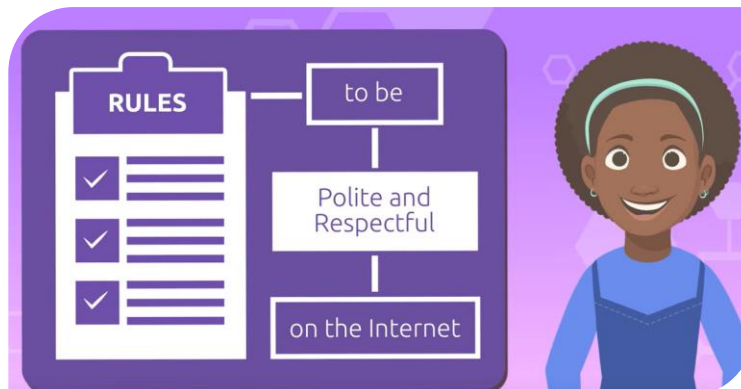 RULES
to be
Polite and
Respectful
on the Internet